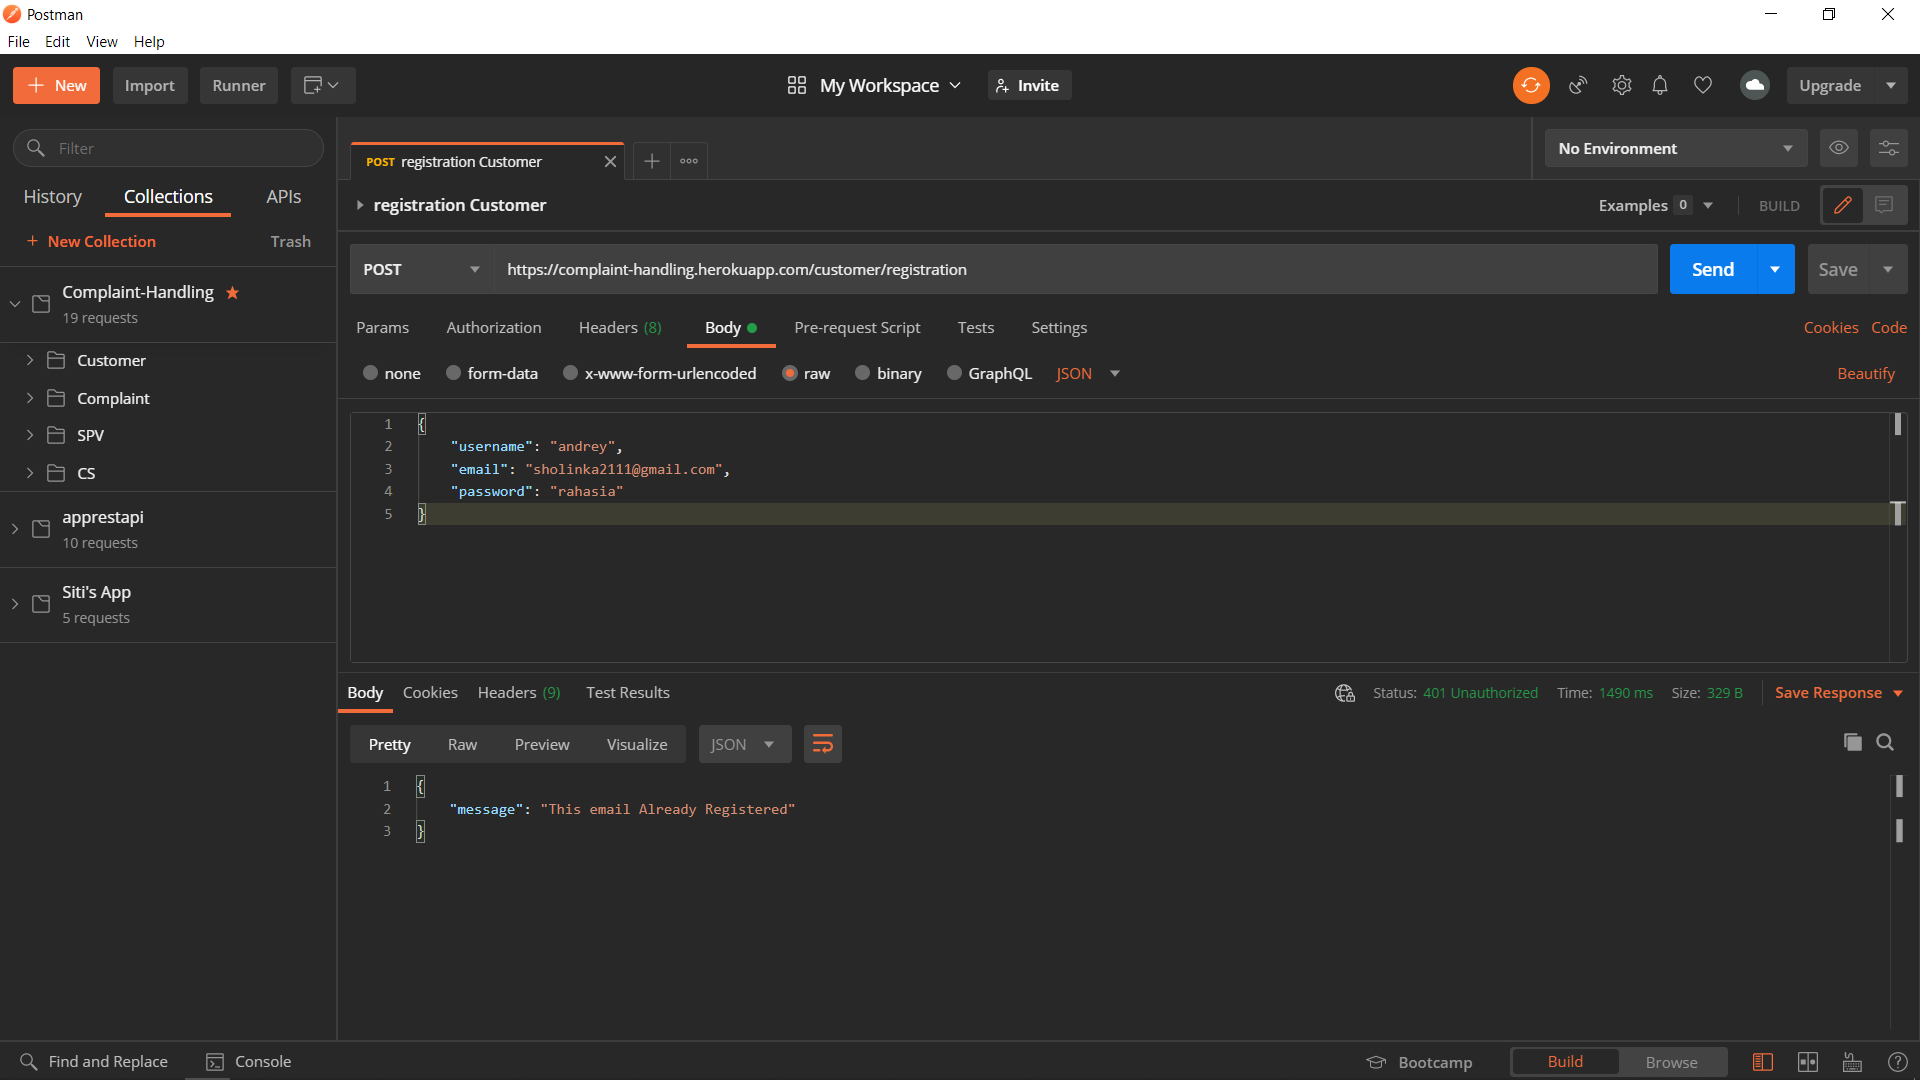 Postman
File Edit View Help
New Import Runner My Workspace Invite Upgrade
Filter
History Collections APIs
New Collection Trash
Complaint-Handling
19 requests
Customer
Complaint
SPV
CS
apprestapi
10 requests
Siti's App
5 requests
POST registration Customer
No Environment
registration Customer
Examples 0 BUILD
POST https://complaint-handling.herokuapp.com/customer/registration Send Save
Params Authorization Headers (8) Body Pre-request Script Tests Settings Cookies Code
none form-data x-www-form-urlencoded raw binary GraphQL JSON Beautify
1 {
2 "username": "andrey",
3 "email": "sholinka2111@gmail.com",
4 "password": "rahasia"
5 }
Body Cookies Headers (9) Test Results Status: 401 Unauthorized Time: 1490 ms Size: 329 B Save Response
Pretty Raw Preview Visualize JSON
1 {
2 "message": "This email Already Registered"
3 }
Find and Replace Console Bootcamp Build Browse